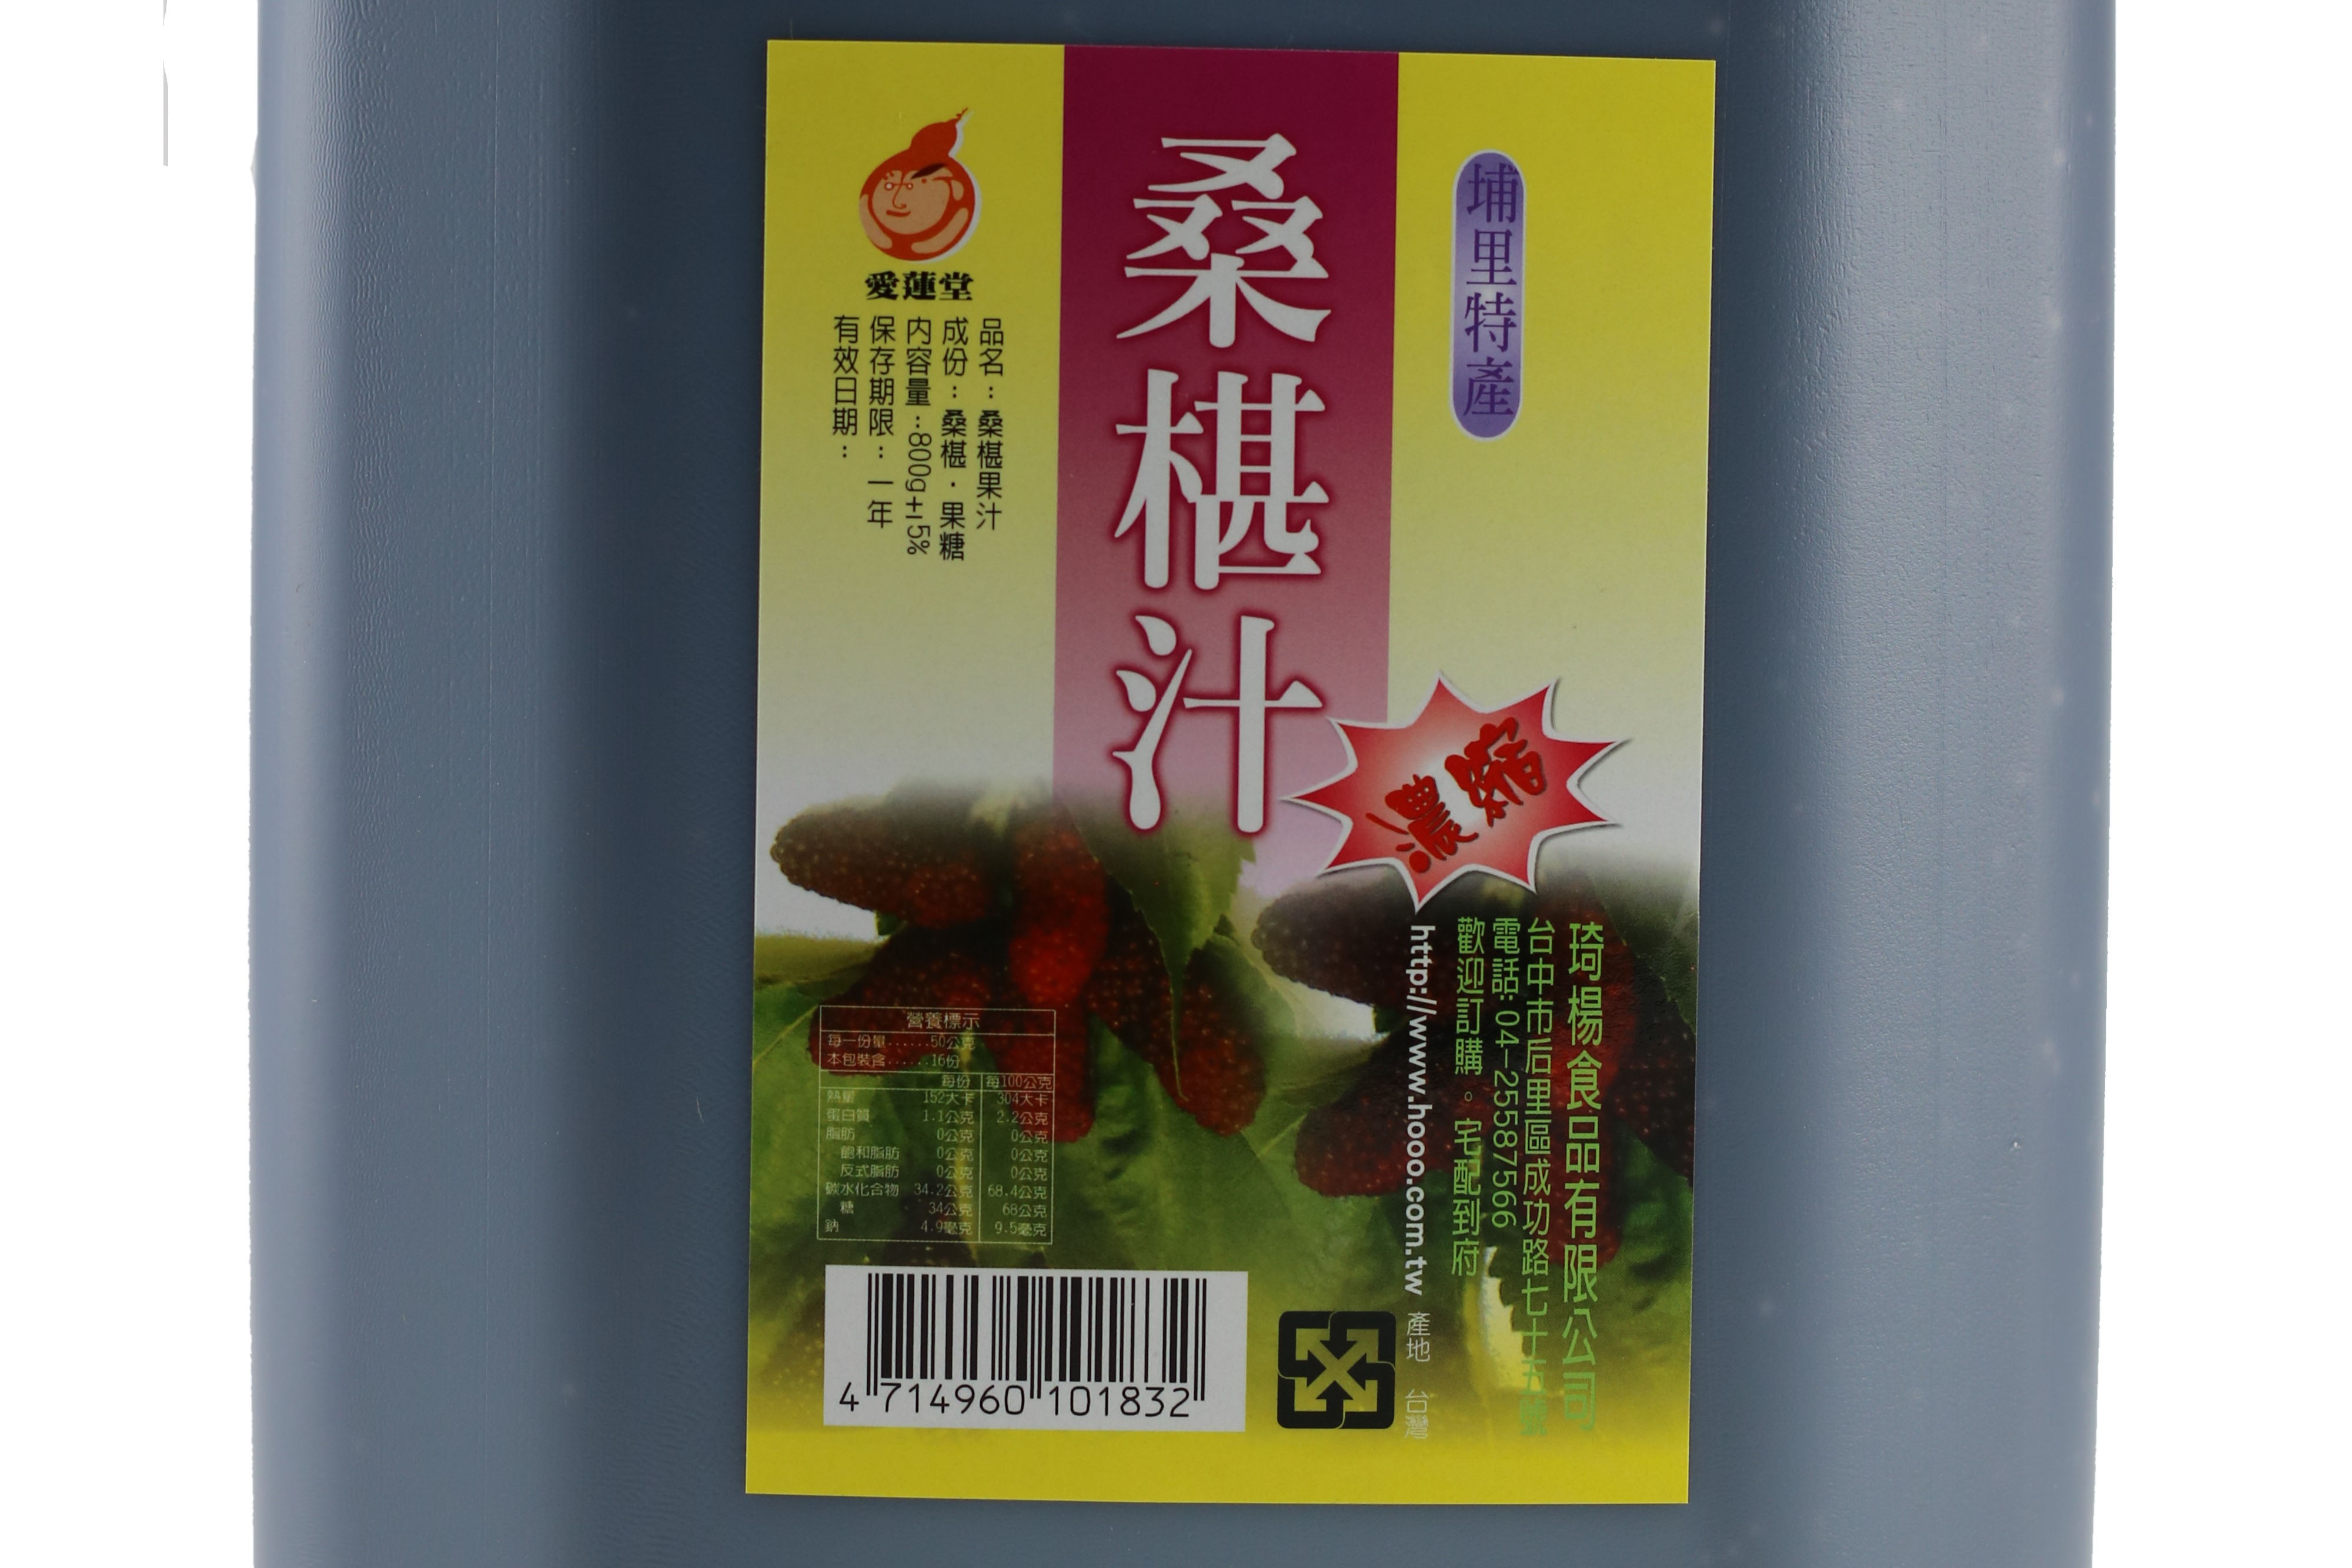 埔里特產
桑椹汁
濃縮
愛蓮堂
品名：桑椹果汁
成份：桑椹．果糖
內容量：800g±15%
保存期限：一年
有效日期：
琦楊食品有限公司
台中市后里區成功路七十五號
電話:04-25587566
歡迎訂購。宅配到府
http://www.hooo.com.tw 產地 台灣
營養標示
每一份量......50公克
本包裝含......16份
每份 每100公克
熱量 152大卡 304大卡
蛋白質 1.1公克 2.2公克
脂肪 0公克 0公克
飽和脂肪 0公克 0公克
反式脂肪 0公克 0公克
碳水化合物 34.2公克 68.4公克
糖 34公克 68公克
鈉 4.9毫克 9.5毫克
4 714960 101832